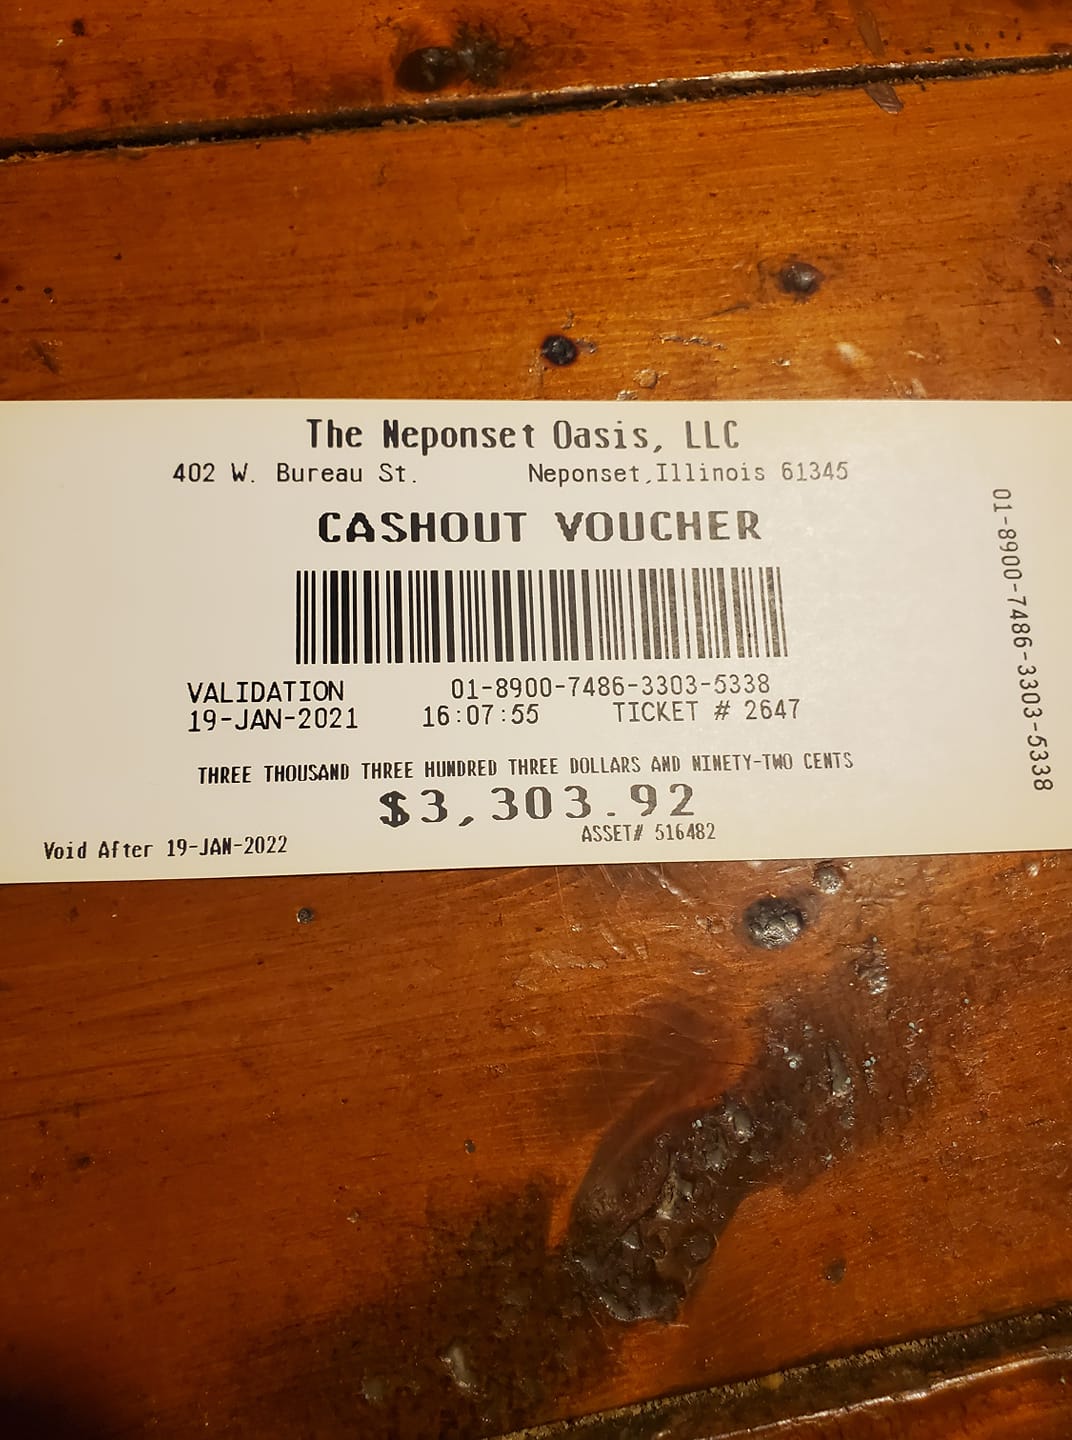 The Neponset Oasis, LLC
402 W. Bureau St. Neponset,Illinois 61345
CASHOUT VOUCHER
VALIDATION 01-8900-7486-3303-5338
19-JAN-2021 16:07:55 TICKET # 2647
THREE THOUSAND THREE HUNDRED THREE DOLLARS AND NINETY-TWO CENTS
$3,303.92
Void After 19-JAN-2022 ASSET# 516482
01-8900-7486-3303-5338